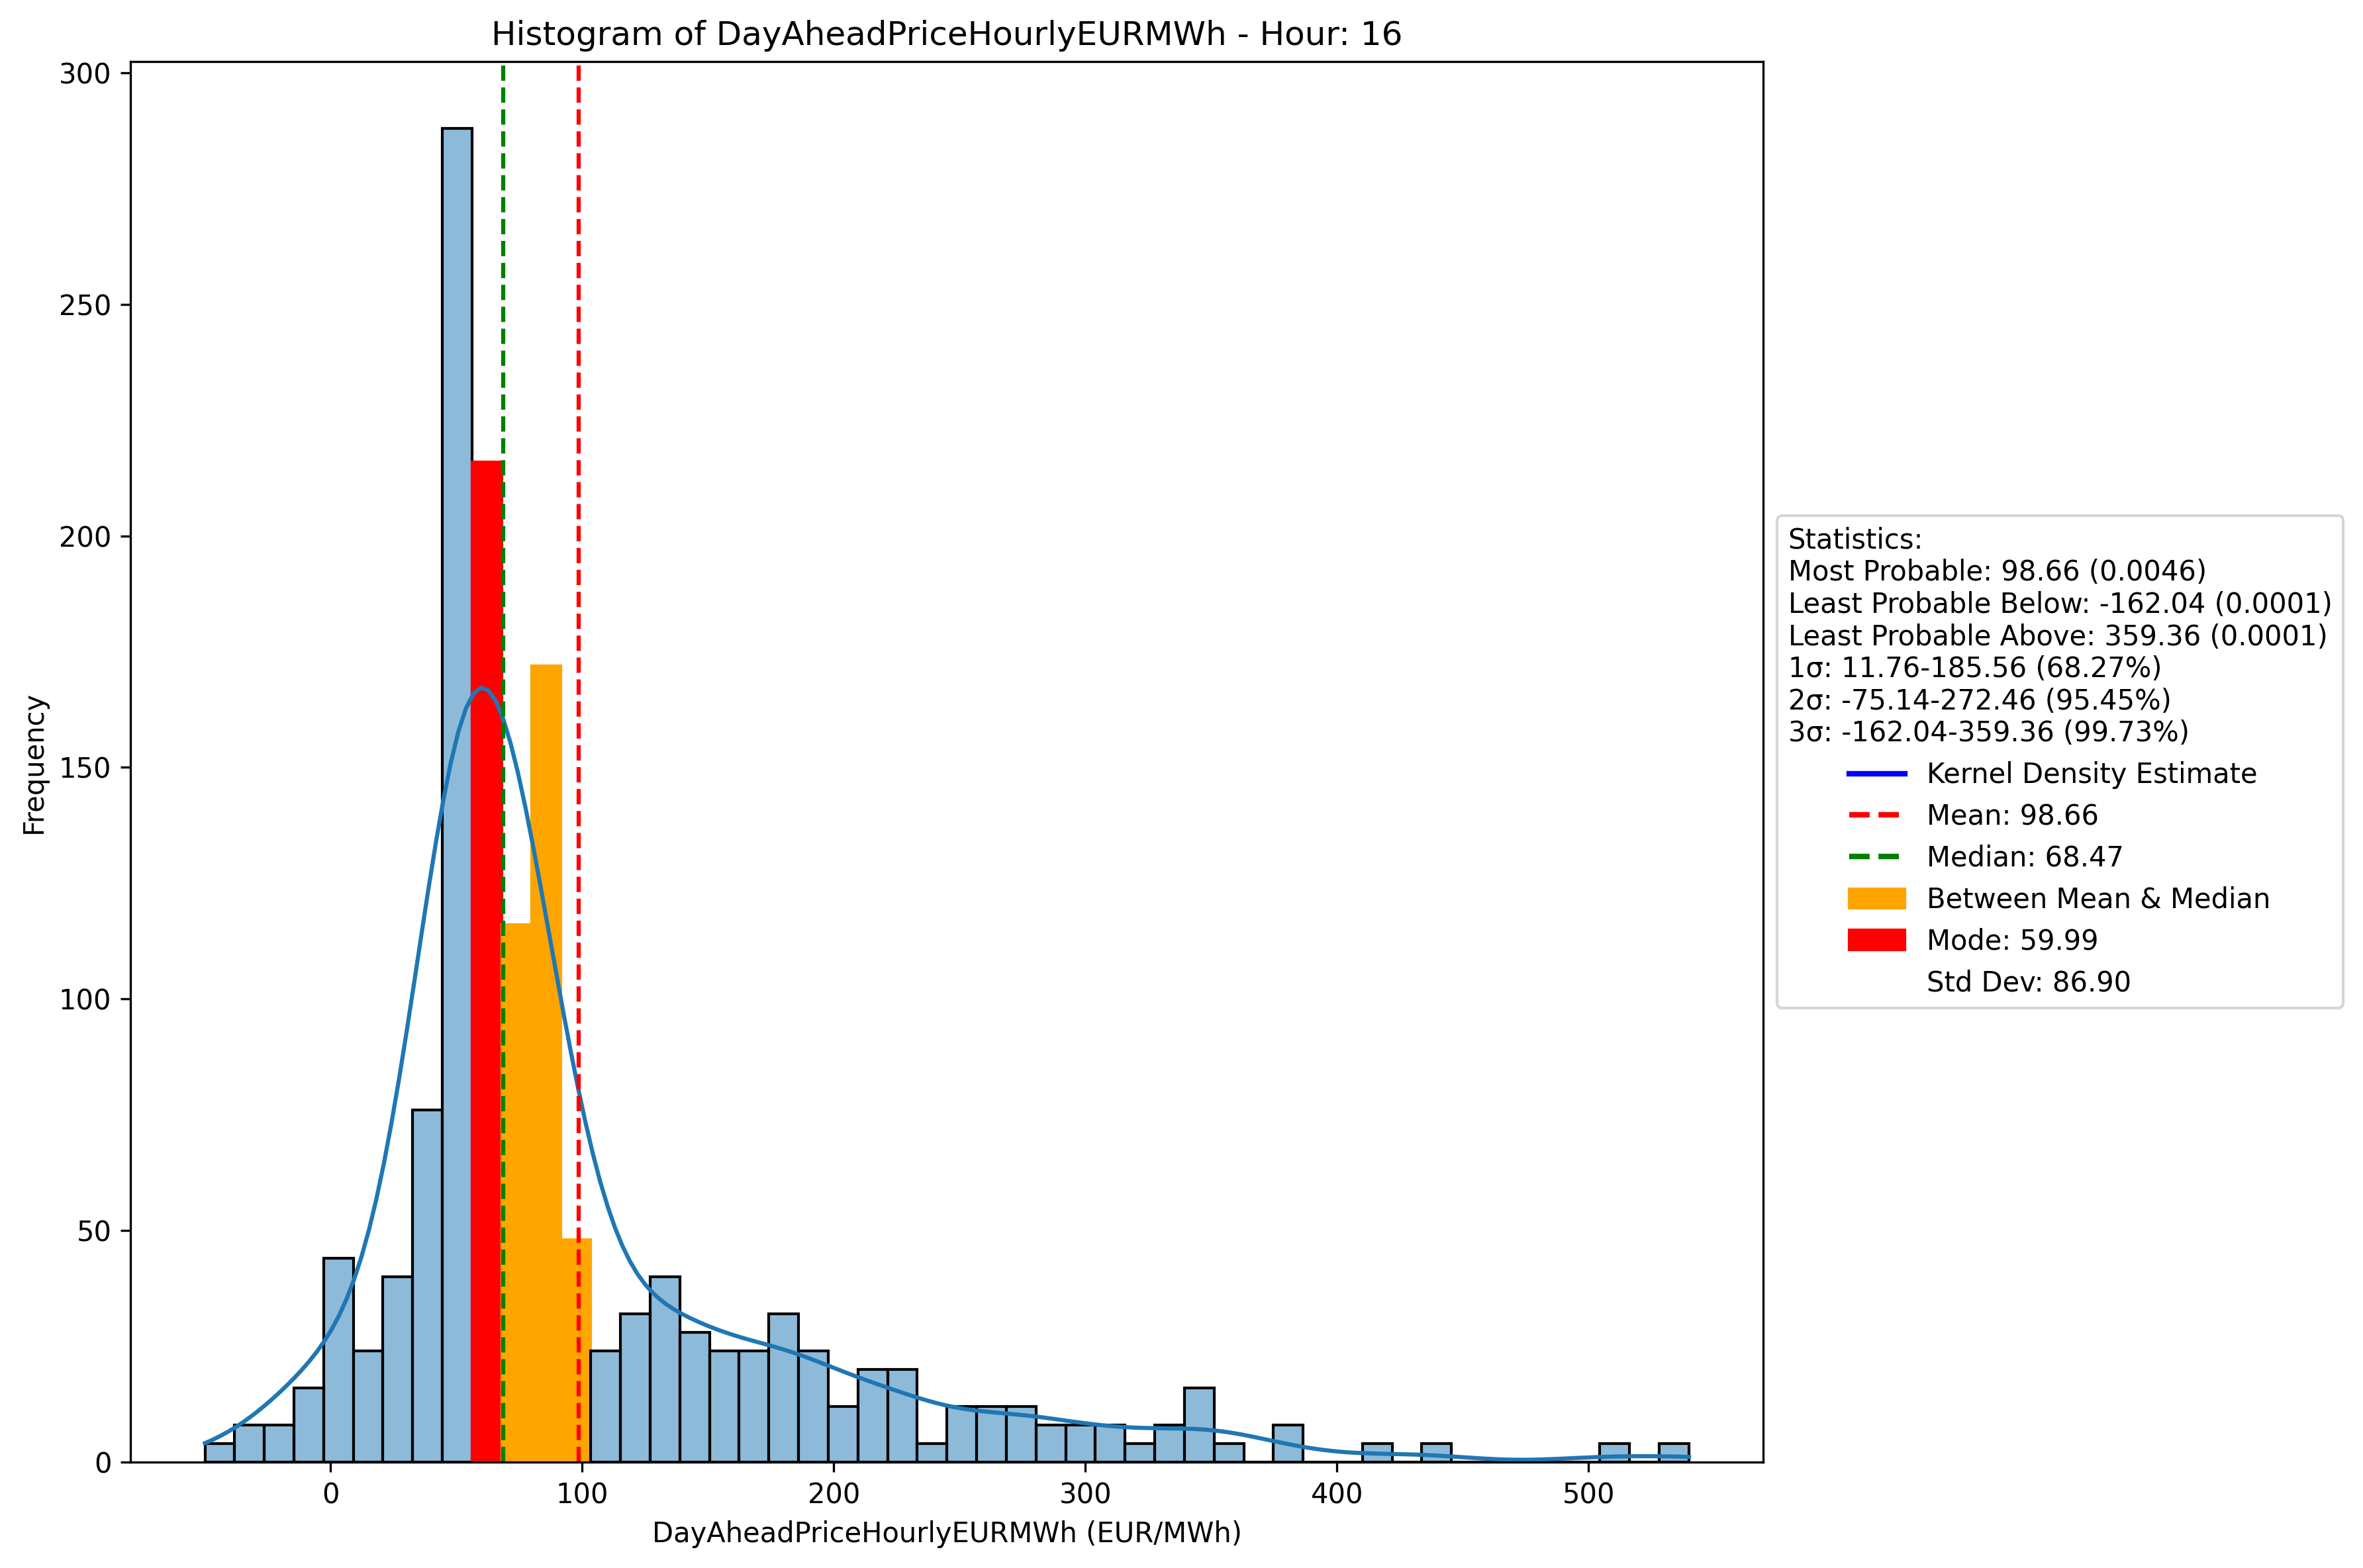 Histogram of DayAheadPriceHourlyEURMWh - Hour: 16
300
250
200
150
100
50
0
Frequency
0 100 200 300 400 500
DayAheadPriceHourlyEURMWh (EUR/MWh)
Statistics:
Most Probable: 98.66 (0.0046)
Least Probable Below: -162.04 (0.0001)
Least Probable Above: 359.36 (0.0001)
1σ: 11.76-185.56 (68.27%)
2σ: -75.14-272.46 (95.45%)
3σ: -162.04-359.36 (99.73%)
Kernel Density Estimate
Mean: 98.66
Median: 68.47
Between Mean & Median
Mode: 59.99
Std Dev: 86.90